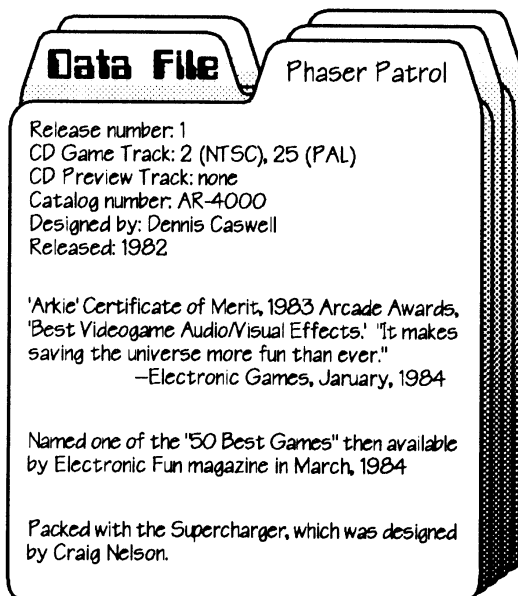 Data File
Phaser Patrol
Release number: 1
CD Game Track: 2 (NTSC), 25 (PAL)
CD Preview Track: none
Catalog number: AR-4000
Designed by: Dennis Caswell
Released: 1982
'Arkie' Certificate of Merit, 1983 Arcade Awards,
'Best Videogame Audio/Visual Effects.' "It makes
saving the universe more fun than ever."
—Electronic Games, January, 1984
Named one of the "50 Best Games" then available
by Electronic Fun magazine in March, 1984
Packed with the Supercharger, which was designed
by Craig Nelson.